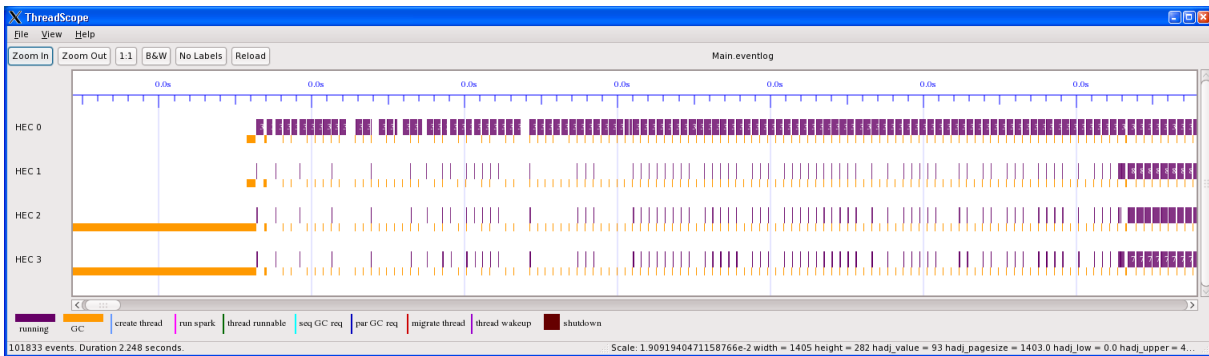 ThreadScope
File View Help
Zoom In Zoom Out 1:1 B&W No Labels Reload Main.eventlog
0.0s 0.0s 0.0s 0.0s 0.0s 0.0s 0.0s
HEC 0
HEC 1
HEC 2
HEC 3
running GC create thread run spark thread runnable seq GC req par GC req migrate thread thread wakeup shutdown
101833 events. Duration 2.248 seconds. Scale: 1.9091940471158766e-2 width = 1405 height = 282 hadj_value = 93 hadj_pagesize = 1403.0 hadj_low = 0.0 hadj_upper = 4...